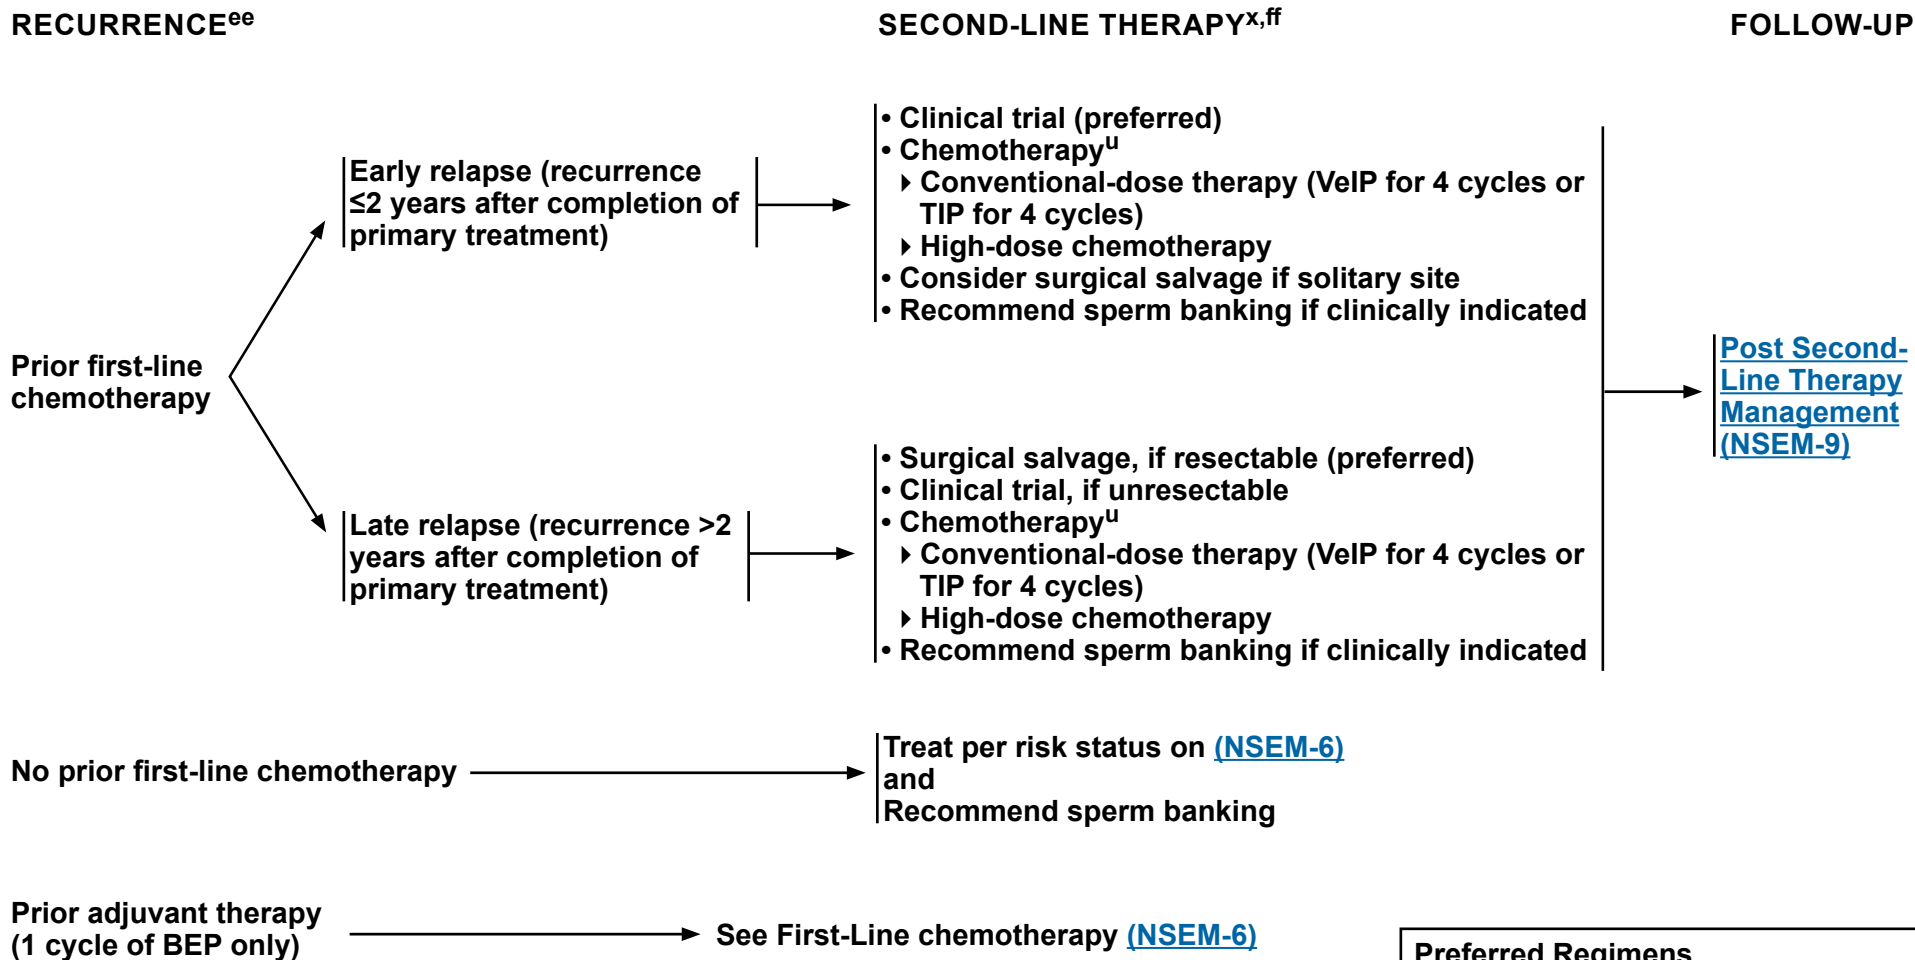 RECURRENCEee
SECOND-LINE THERAPYx,ff
FOLLOW-UP
Prior first-line
chemotherapy
Early relapse (recurrence
≤2 years after completion of
primary treatment)
• Clinical trial (preferred)
• Chemotherapyu
Conventional-dose therapy (VeIP for 4 cycles or
TIP for 4 cycles)
High-dose chemotherapy
• Consider surgical salvage if solitary site
• Recommend sperm banking if clinically indicated
Late relapse (recurrence >2
years after completion of
primary treatment)
• Surgical salvage, if resectable (preferred)
• Clinical trial, if unresectable
• Chemotherapyu
Conventional-dose therapy (VeIP for 4 cycles or
TIP for 4 cycles)
High-dose chemotherapy
• Recommend sperm banking if clinically indicated
Post Second-
Line Therapy
Management
(NSEM-9)
No prior first-line chemotherapy
Treat per risk status on (NSEM-6)
and
Recommend sperm banking
Prior adjuvant therapy
(1 cycle of BEP only)
See First-Line chemotherapy (NSEM-6)
Preferred Regimens